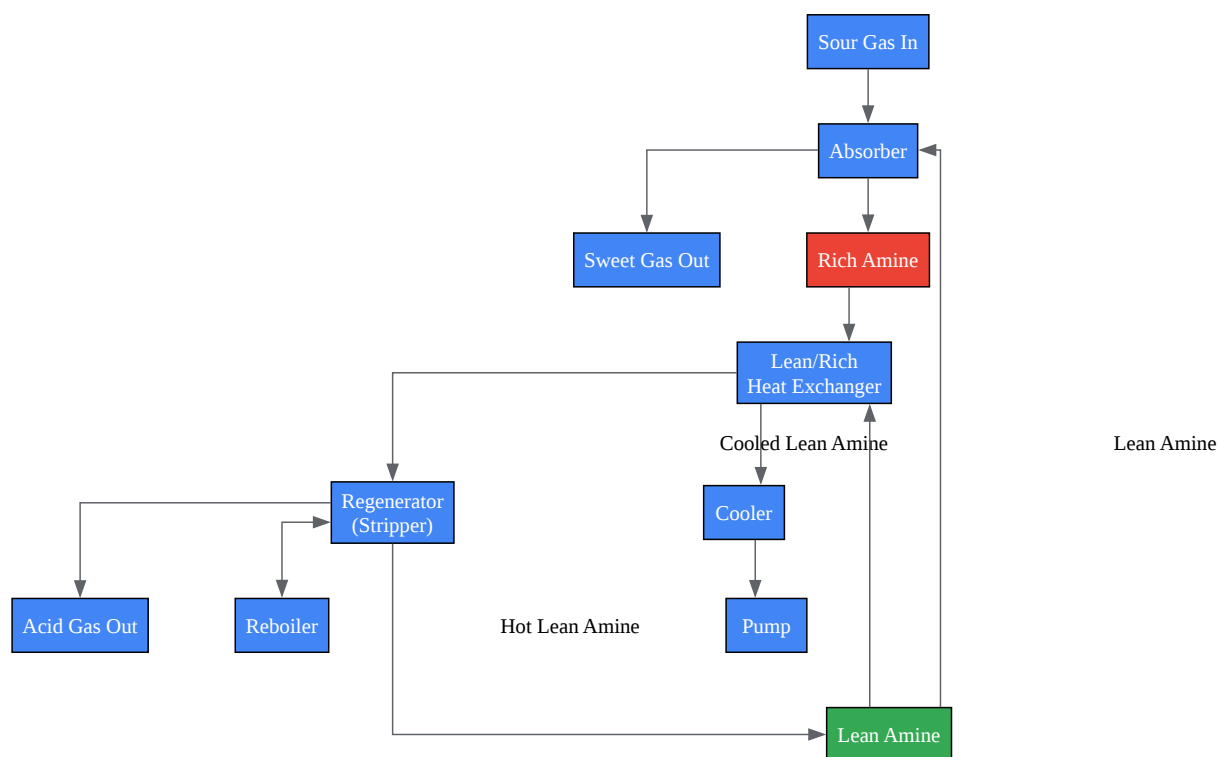 Sour Gas In
Absorber
Sweet Gas Out
Rich Amine
Lean/Rich
Heat Exchanger
Cooled Lean Amine
Lean Amine
Regenerator
(Stripper)
Cooler
Acid Gas Out
Reboiler
Hot Lean Amine
Pump
Lean Amine